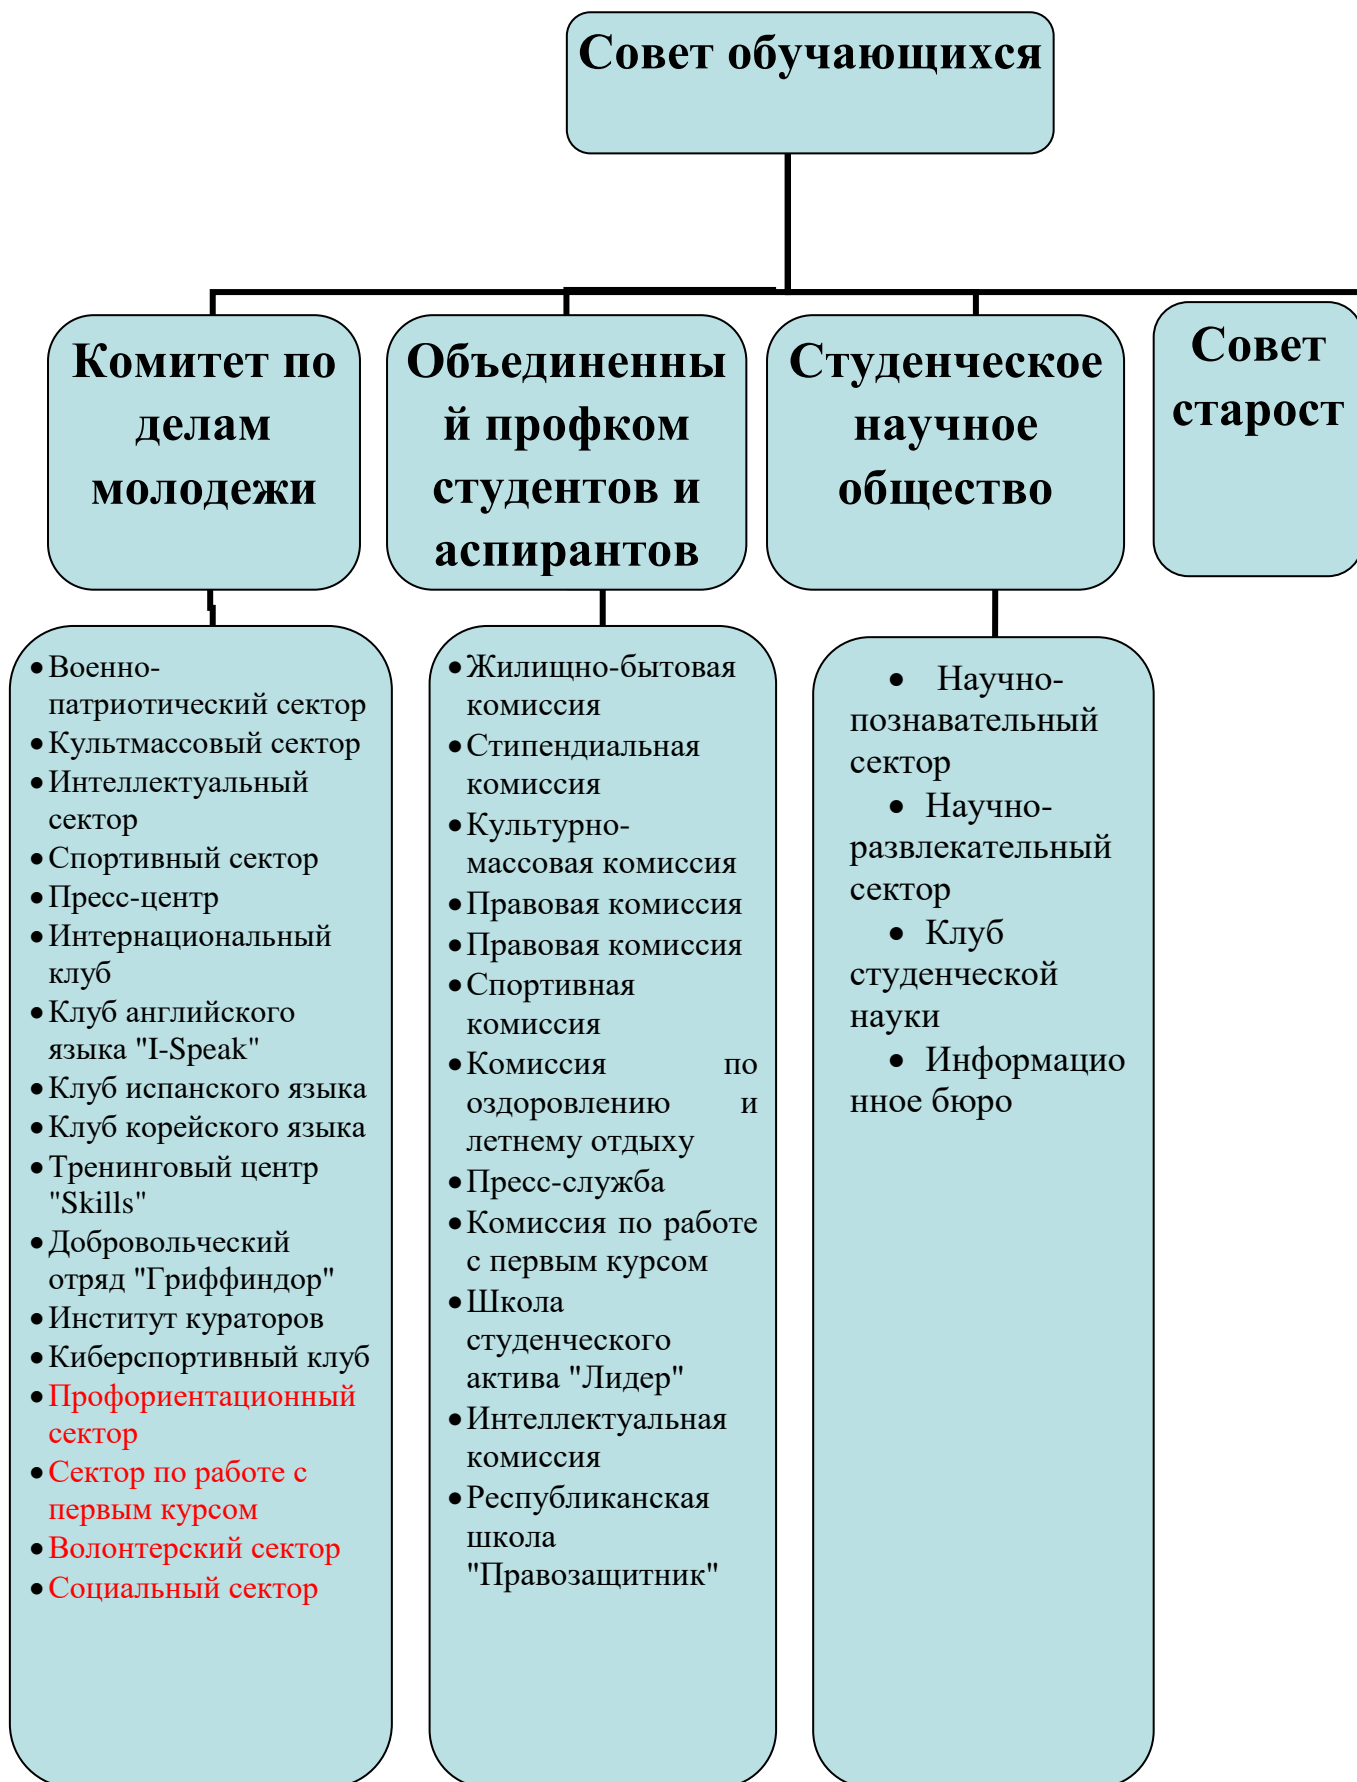 Совет обучающихся
Комитет по
делам
молодежи
Объединенны
й профком
студентов и
аспирантов
Студенческое
научное
общество
Совет
старост
• Военно-
патриотический сектор
• Культмассовый сектор
• Интеллектуальный
сектор
• Спортивный сектор
• Пресс-центр
• Интернациональный
клуб
• Клуб английского
языка "I-Speak"
• Клуб испанского языка
• Клуб корейского языка
• Тренинговый центр
"Skills"
• Добровольческий
отряд "Гриффиндор"
• Институт кураторов
• Киберспортивный клуб
• Профориентационный
сектор
• Сектор по работе с
первым курсом
• Волонтерский сектор
• Социальный сектор
• Жилищно-бытовая
комиссия
• Стипендиальная
комиссия
• Культурно-
массовая комиссия
• Правовая комиссия
• Правовая комиссия
• Спортивная
комиссия
• Комиссия по
оздоровлению и
летнему отдыху
• Пресс-служба
• Комиссия по работе
с первым курсом
• Школа
студенческого
актива "Лидер"
• Интеллектуальная
комиссия
• Республиканская
школа
"Правозащитник"
• Научно-
познавательный
сектор
• Научно-
развлекательный
сектор
• Клуб
студенческой
науки
• Информацио
нное бюро